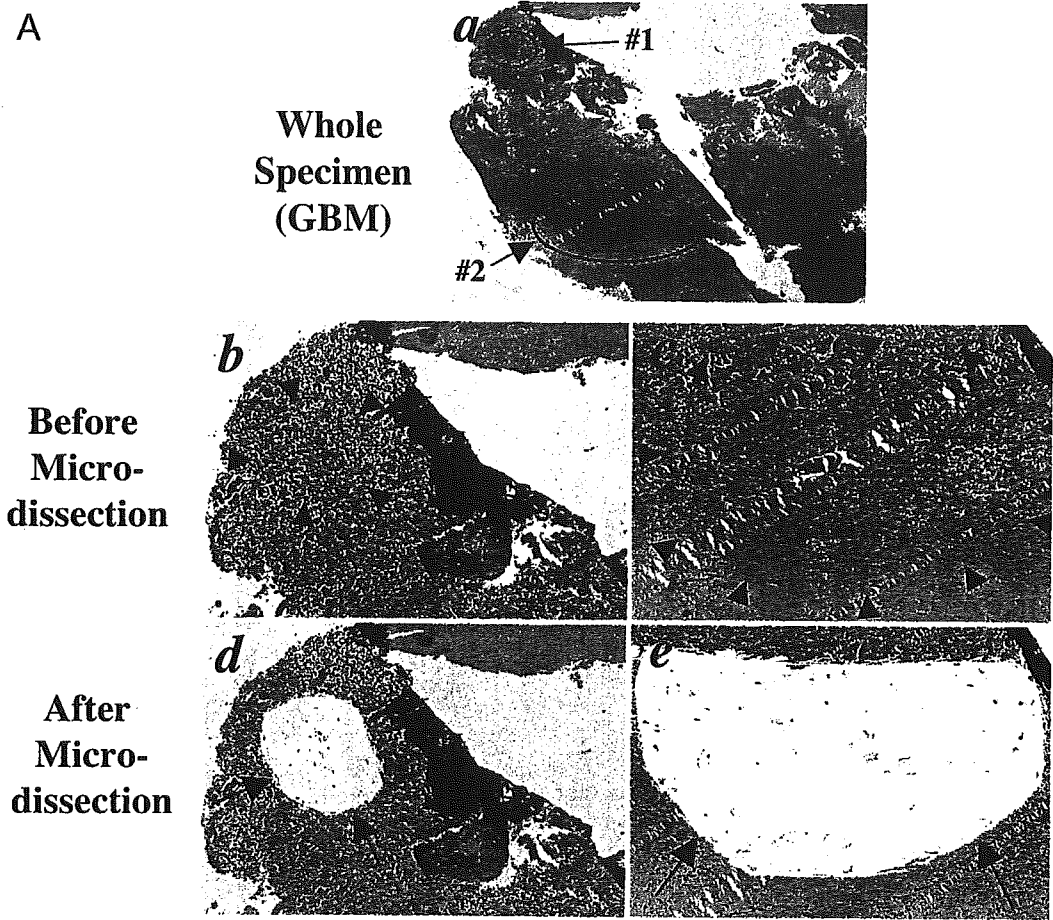 A
a
#1
Whole
Specimen
(GBM)
#2
b
Before
Micro-
dissection
d
e
After
Micro-
dissection